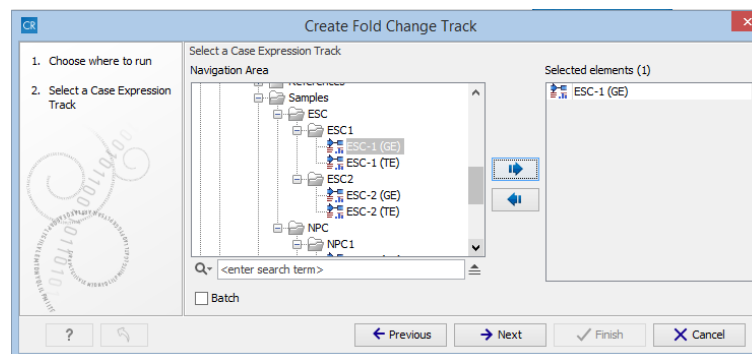 CR
Create Fold Change Track
1. Choose where to run
2. Select a Case Expression
Track
Select a Case Expression Track
Navigation Area
References
Samples
ESC
ESC1
ESC-1 (GE)
ESC-1 (TE)
ESC2
ESC-2 (GE)
ESC-2 (TE)
NPC
NPC1
<enter search term>
Batch
Selected elements (1)
ESC-1 (GE)
?
Previous
Next
Finish
Cancel